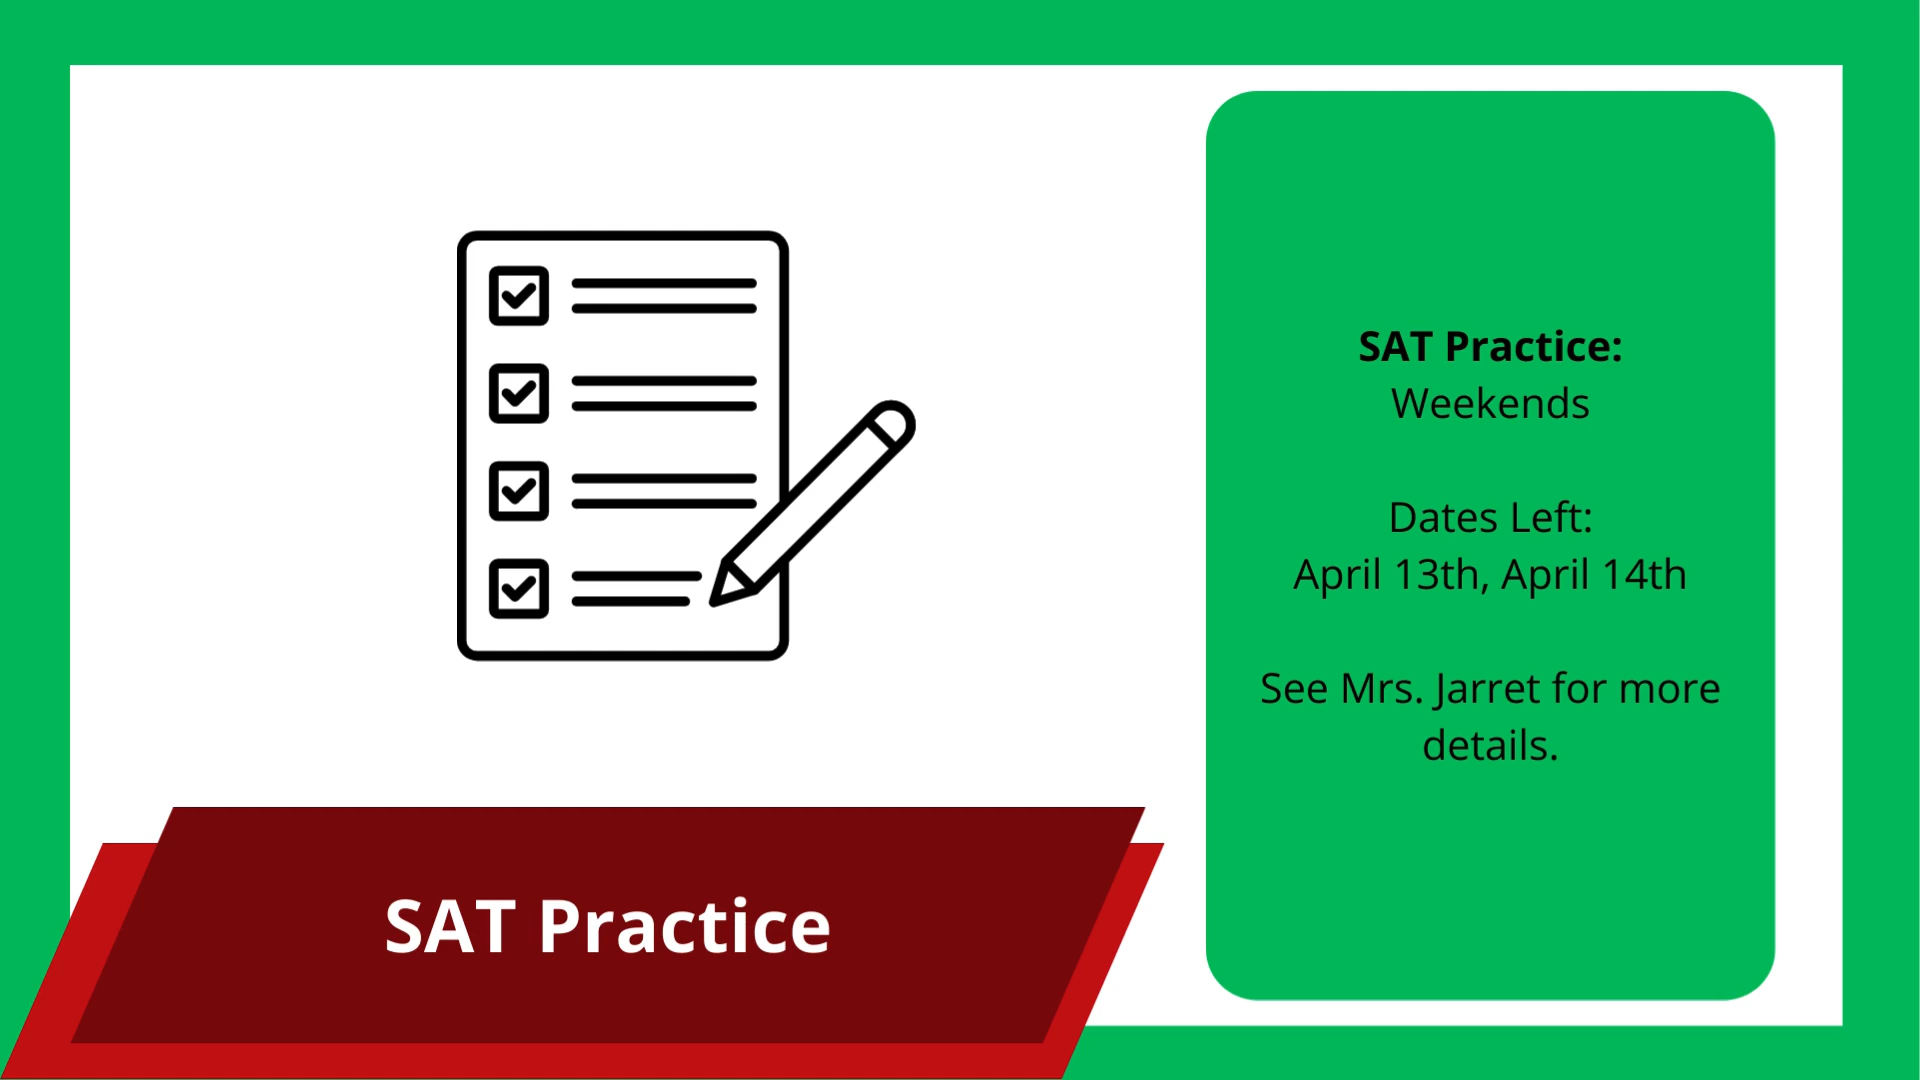 SAT Practice:
Weekends
Dates Left:
April 13th, April 14th
See Mrs. Jarret for more
details.
SAT Practice